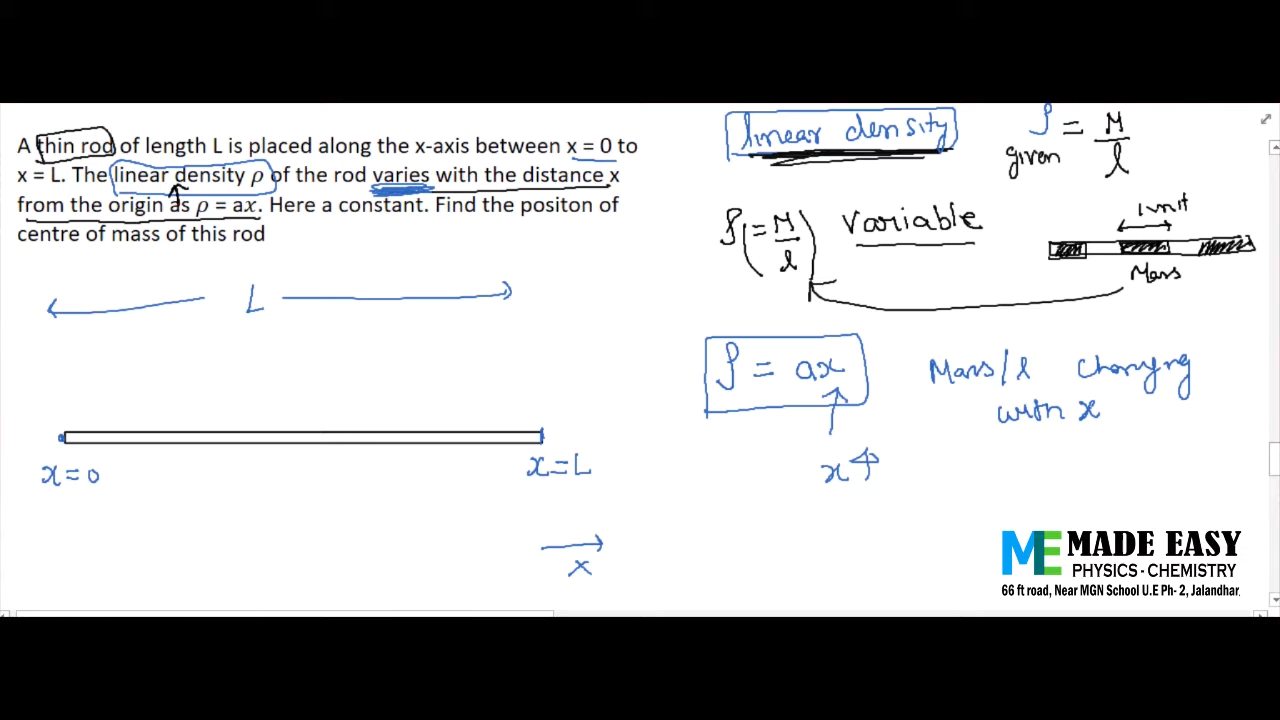 A thin rod of length L is placed along the x-axis between x = 0 to
x = L. The linear density ρ of the rod varies with the distance x
from the origin as ρ = ax. Here a constant. Find the positon of
centre of mass of this rod
L
x=0
x=L
x
linear density
ρ = M/l
given
ρ(= M/l) variable
1 unit
Mass
ρ = ax
Mass/l changing
with x
x↑
ME MADE EASY
PHYSICS - CHEMISTRY
66 ft road, Near MGN School U.E Ph- 2, Jalandhar